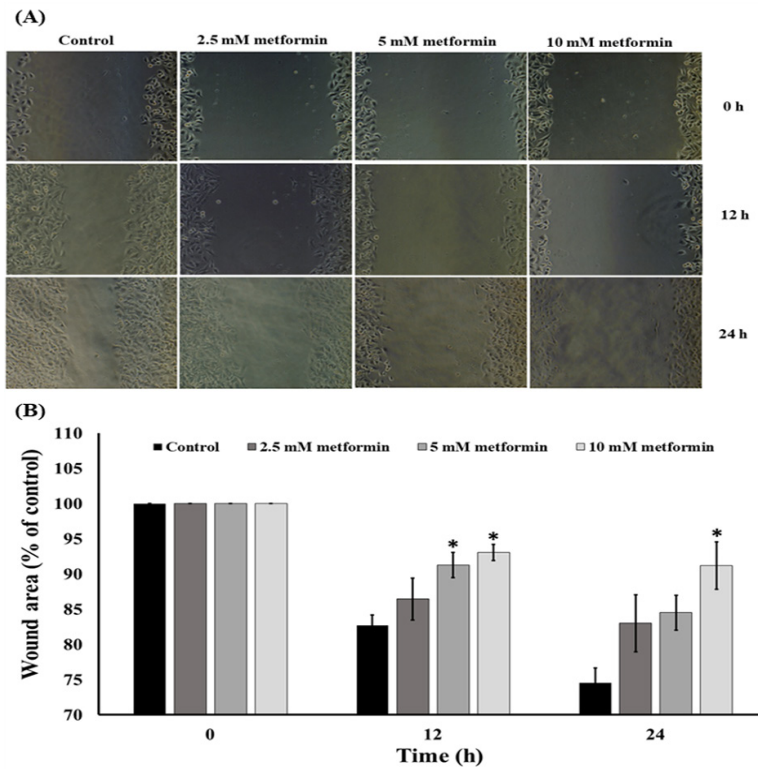 (A)
Control 2.5 mM metformin 5 mM metformin 10 mM metformin
0 h
12 h
24 h
(B)
110
105
100
95
90
85
80
75
70
Wound area (% of control)
Control 2.5 mM metformin 5 mM metformin 10 mM metformin
* * *
0 12 24
Time (h)